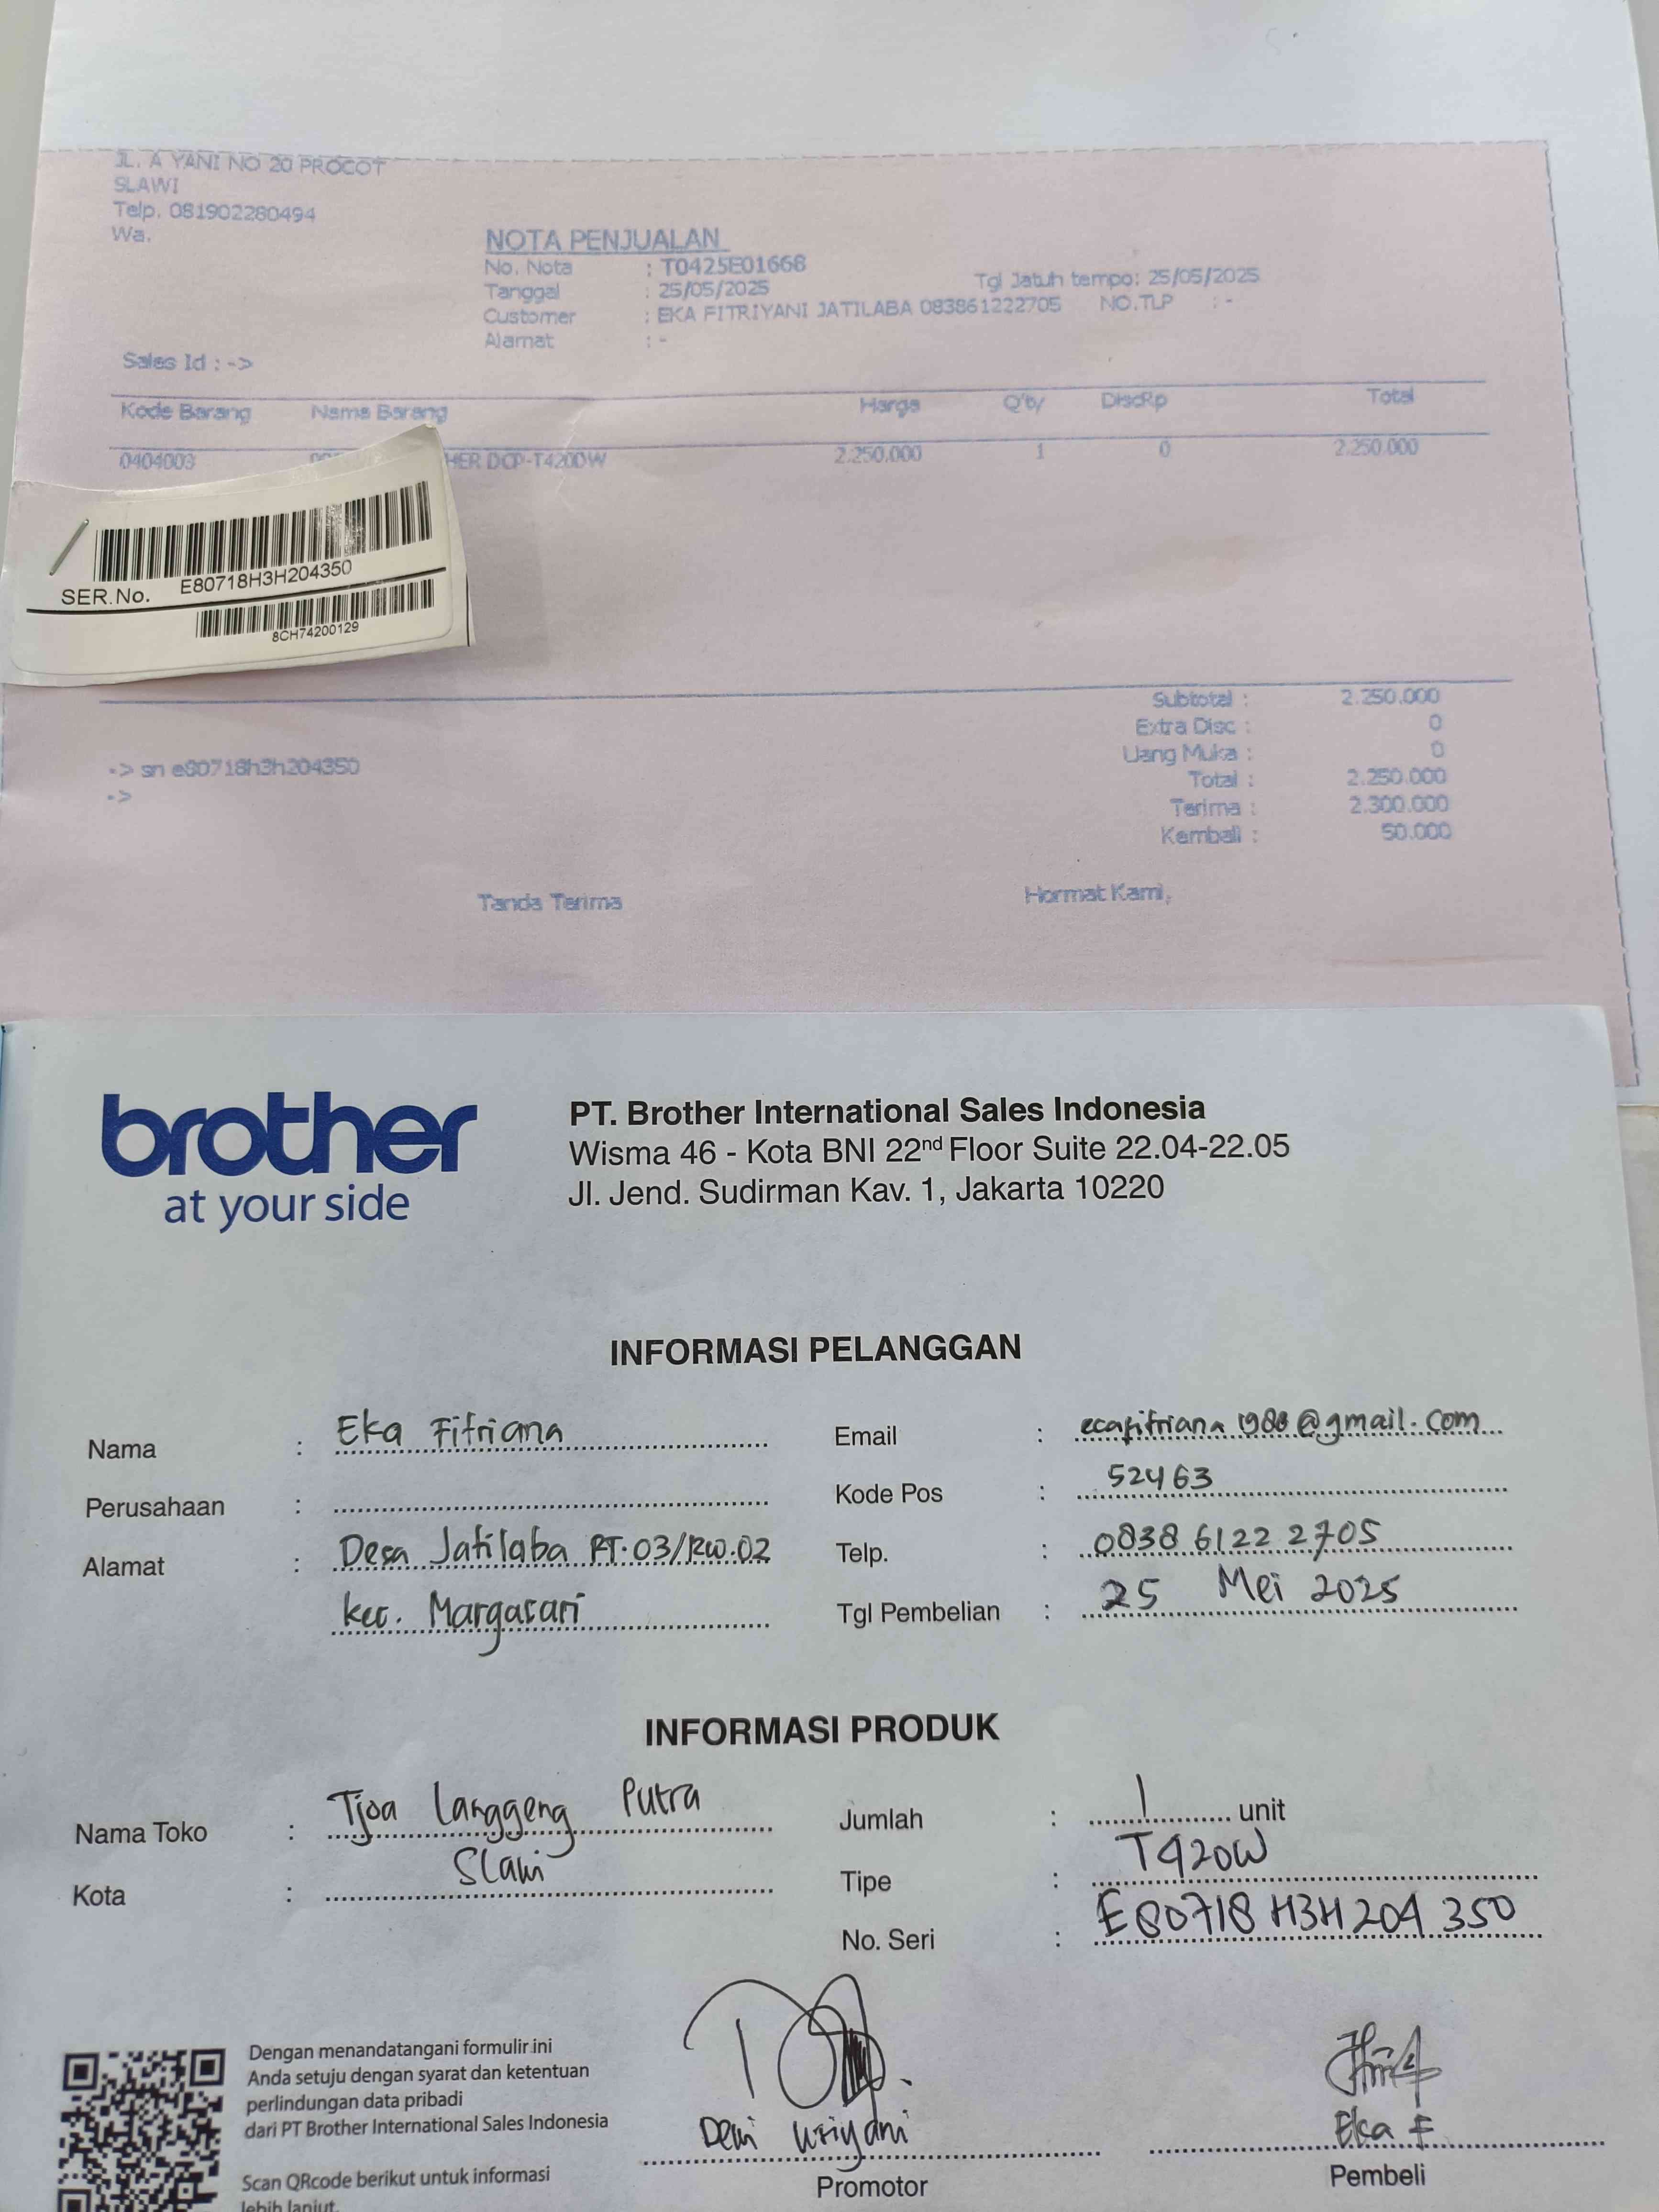 JL. A YANI NO 20 PROCOT
SLAWI
Telp. 081902280494
Wa.
NOTA PENJUALAN
No. Nota : T0425E01668
Tanggal : 25/05/2025 Tgl Jatuh tempo: 25/05/2025
Customer : EKA FITRIYANI JATILABA 083861222705 NO.TLP : -
Alamat : -
Sales Id : ->
Kode Barang Nama Barang Harga Q'ty DiscRp Total
0404003 HER DCP-T420DW 2.250.000 1 0 2.250.000
SER.No. E80718H3H204350
8CH74200129
Subtotal : 2.250.000
Extra Disc : 0
Uang Muka : 0
-> sn e80718h3h204350
Total : 2.250.000
->
Terima : 2.300.000
Kembali : 50.000
Tanda Terima Hormat Kami,
brother
at your side
PT. Brother International Sales Indonesia
Wisma 46 - Kota BNI 22nd Floor Suite 22.04-22.05
Jl. Jend. Sudirman Kav. 1, Jakarta 10220
INFORMASI PELANGGAN
Nama : Eka Fitriana Email : ecafitriana1988@gmail.com
Perusahaan : Kode Pos : 52463
Alamat : Desa Jatilaba RT.03/RW.02 Telp. : 0838 6122 2705
kec. Margasari Tgl Pembelian : 25 Mei 2025
INFORMASI PRODUK
Nama Toko : Tjoa Langgeng Putra Jumlah : 1 unit
Kota : Slawi Tipe : T420W
No. Seri : E80718H3H204350
Dengan menandatangani formulir ini
Anda setuju dengan syarat dan ketentuan
perlindungan data pribadi
dari PT Brother International Sales Indonesia
Scan QRcode berikut untuk informasi
lebih lanjut.
Dewi Wriyani
Promotor
Eka F
Pembeli